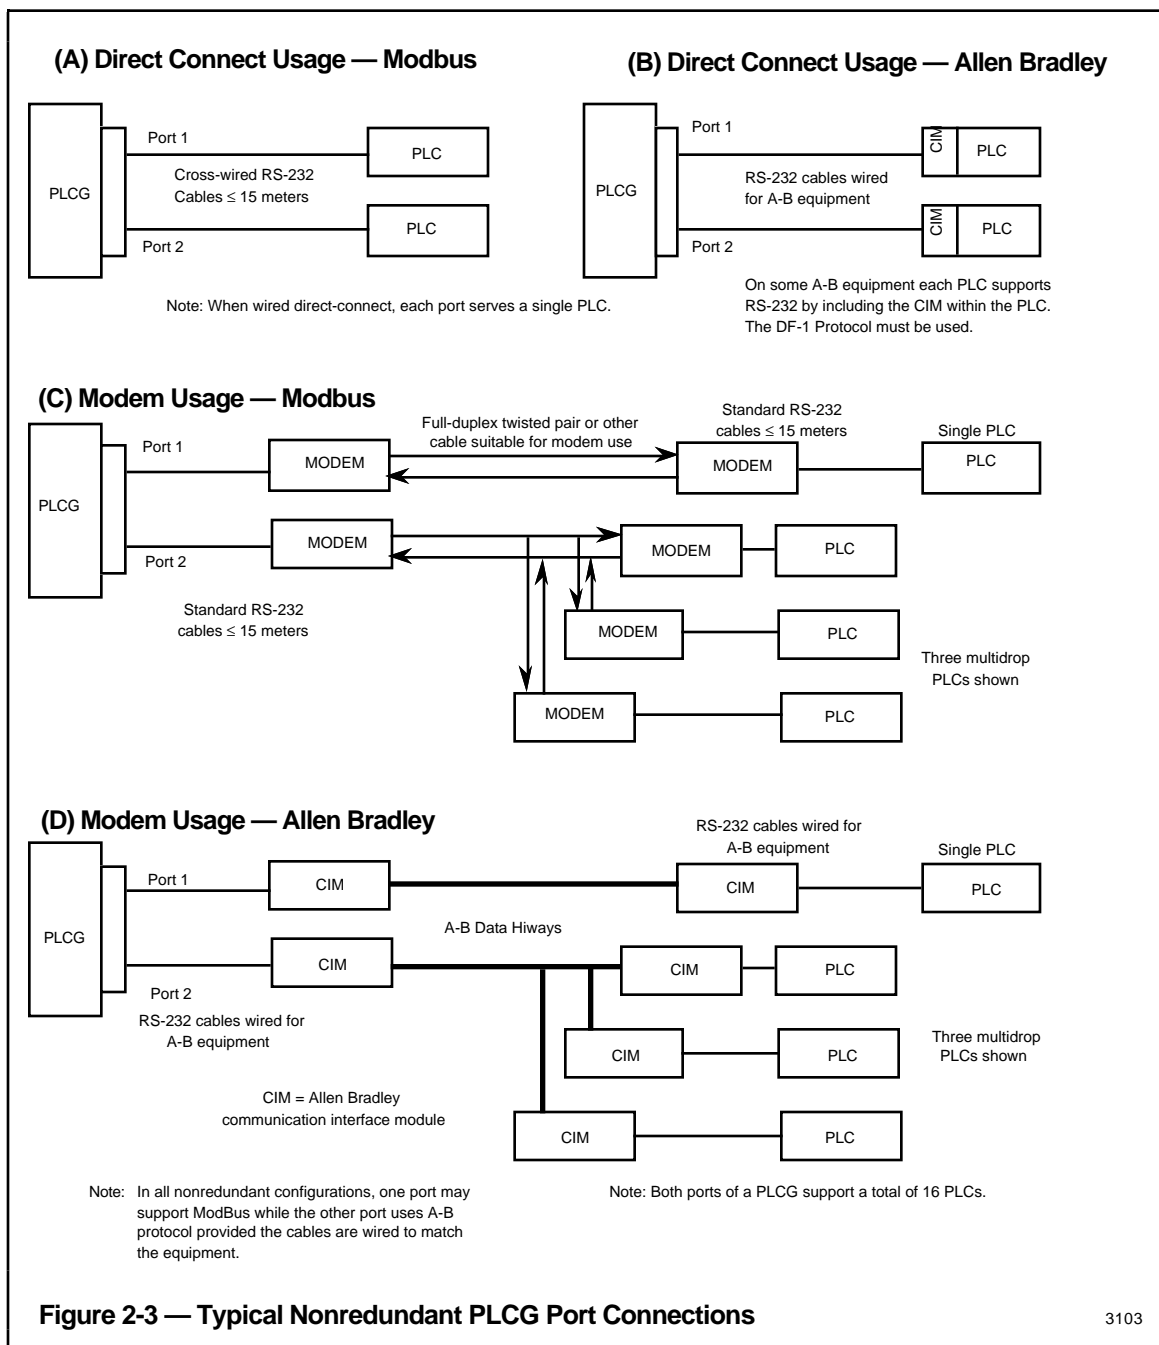 (A) Direct Connect Usage — Modbus
Port 1
PLC
Cross-wired RS-232
Cables ≤ 15 meters
PLCG
PLC
Port 2
Note: When wired direct-connect, each port serves a single PLC.
(B) Direct Connect Usage — Allen Bradley
Port 1
CIM
PLC
RS-232 cables wired
for A-B equipment
PLCG
CIM
PLC
Port 2
On some A-B equipment each PLC supports
RS-232 by including the CIM within the PLC.
The DF-1 Protocol must be used.
(C) Modem Usage — Modbus
Port 1
MODEM
Full-duplex twisted pair or other
cable suitable for modem use
Standard RS-232
cables ≤ 15 meters
MODEM
Single PLC
PLC
PLCG
MODEM
MODEM
PLC
Port 2
Standard RS-232
cables ≤ 15 meters
MODEM
PLC
Three multidrop
PLCs shown
MODEM
PLC
(D) Modem Usage — Allen Bradley
RS-232 cables wired for
A-B equipment
Single PLC
Port 1
CIM
CIM
PLC
PLCG
A-B Data Hiways
CIM
CIM
PLC
Port 2
RS-232 cables wired for
A-B equipment
CIM
PLC
Three multidrop
PLCs shown
CIM = Allen Bradley
communication interface module
CIM
PLC
Note: In all nonredundant configurations, one port may
support ModBus while the other port uses A-B
protocol provided the cables are wired to match
the equipment.
Note: Both ports of a PLCG support a total of 16 PLCs.
Figure 2-3 — Typical Nonredundant PLCG Port Connections
3103